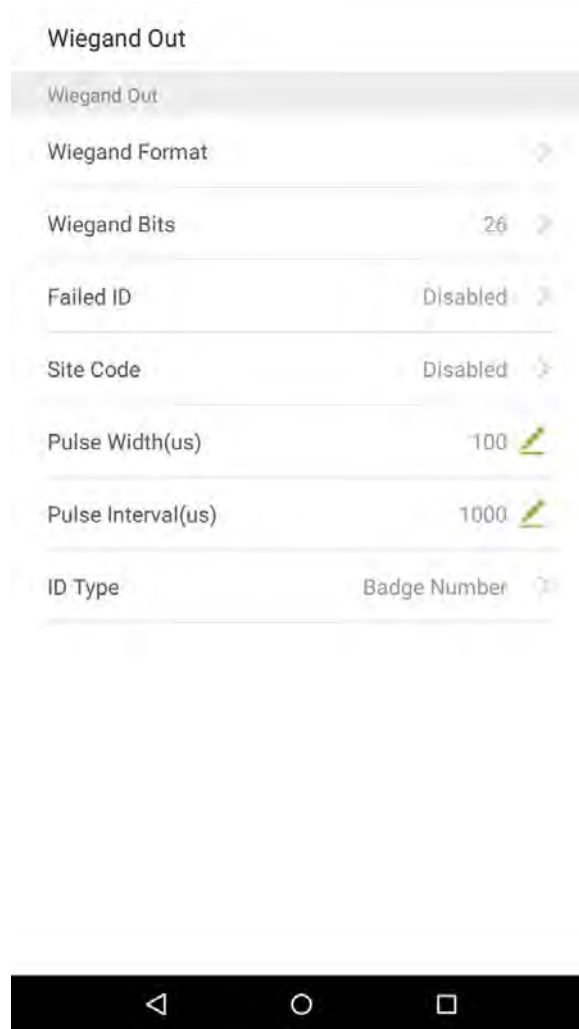 Wiegand Out
Wiegand Out
Wiegand Format
Wiegand Bits 26
Failed ID Disabled
Site Code Disabled
Pulse Width(us) 100
Pulse Interval(us) 1000
ID Type Badge Number